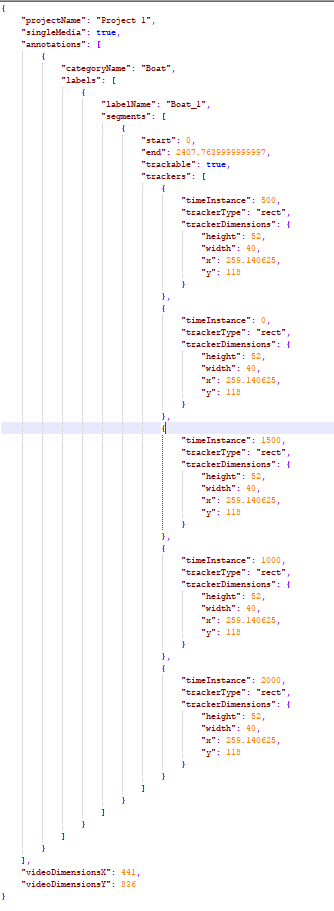 {
"projectName": "Project 1",
"singleMedia": true,
"annotations": [
{
"categoryName": "Boat",
"labels": [
{
"labelName": "Boat_1",
"segments": [
{
"start": 0,
"end": 2407.7639999999997,
"trackable": true,
"trackers": [
{
"timeInstance": 500,
"trackerType": "rect",
"trackerDimensions": {
"height": 52,
"width": 40,
"x": 259.140625,
"y": 118
}
},
{
"timeInstance": 0,
"trackerType": "rect",
"trackerDimensions": {
"height": 52,
"width": 40,
"x": 259.140625,
"y": 118
}
},
{
"timeInstance": 1500,
"trackerType": "rect",
"trackerDimensions": {
"height": 52,
"width": 40,
"x": 259.140625,
"y": 118
}
},
{
"timeInstance": 1000,
"trackerType": "rect",
"trackerDimensions": {
"height": 52,
"width": 40,
"x": 259.140625,
"y": 118
}
},
{
"timeInstance": 2000,
"trackerType": "rect",
"trackerDimensions": {
"height": 52,
"width": 40,
"x": 259.140625,
"y": 118
}
}
]
}
]
}
]
}
],
"videoDimensionsX": 441,
"videoDimensionsY": 836
}